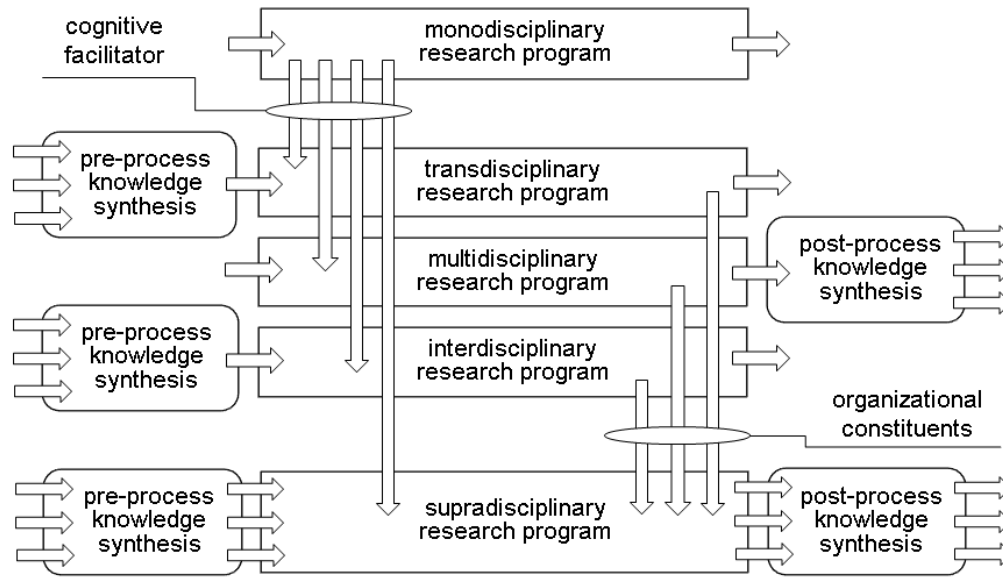 cognitive
facilitator
monodisciplinary
research program
pre-process
knowledge
synthesis
transdisciplinary
research program
multidisciplinary
research program
post-process
knowledge
synthesis
pre-process
knowledge
synthesis
interdisciplinary
research program
organizational
constituents
pre-process
knowledge
synthesis
supradisciplinary
research program
post-process
knowledge
synthesis